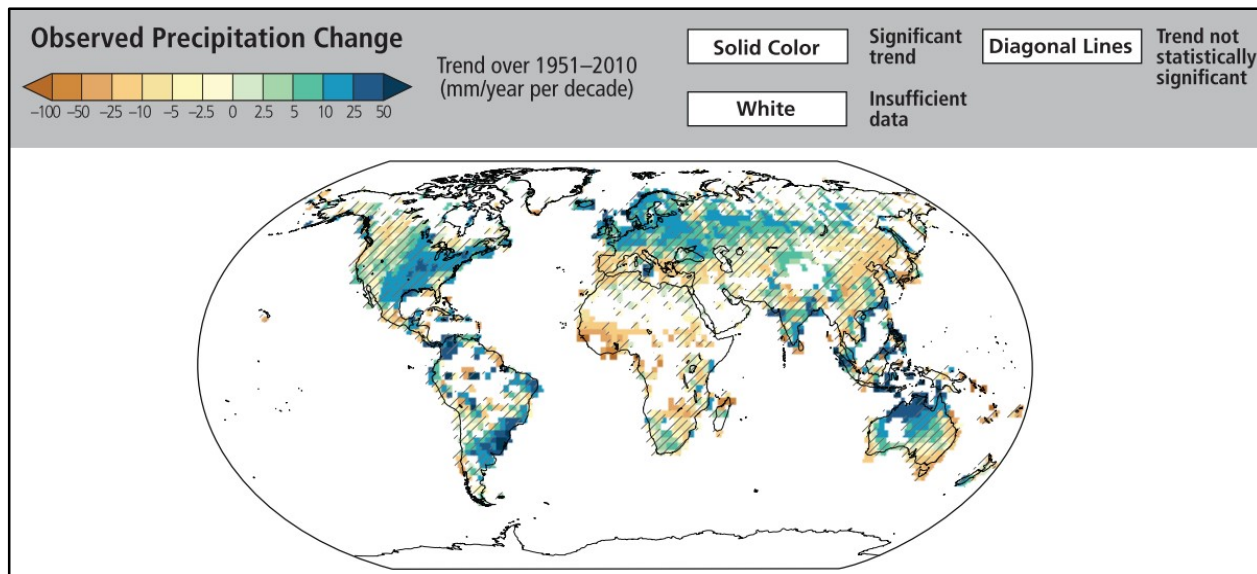 Observed Precipitation Change
–100 –50 –25 –10 –5 –2.5 0 2.5 5 10 25 50
Trend over 1951–2010
(mm/year per decade)
Solid Color
Significant
trend
White
Insufficient
data
Diagonal Lines
Trend not
statistically
significant